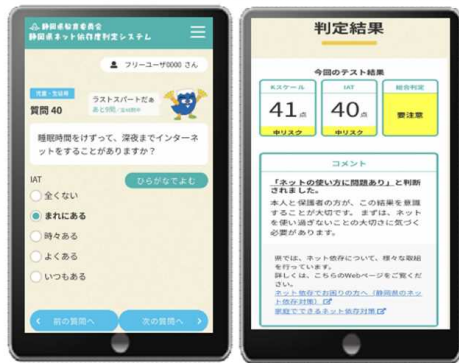 静岡県教育委員会
静岡県ネット依存度判定システム
フリーユーザ0000 さん
児童・生徒用
質問 40
ラストスパートだぁ
睡眠時間をけずって、深夜までインターネ
ットをすることがありますか？
IAT
ひらがなでよむ
全くない
まれにある
時々ある
よくある
いつもある
前の質問へ
次の質問へ
判定結果
今回のテスト結果
Kスケール
IAT
総合判定
41点
40点
要注意
中リスク
中リスク
コメント
「ネットの使い方に問題あり」と判断
されました。
本人と保護者の方が、この結果を意識
することが大切です。 まずは、ネット
を使い過ぎないことの大切さに気づく
必要があります。
県では、ネット依存について、様々な取組
を行っています。
詳しくは、こちらのWebページをご覧くだ
さい。
ネット依存でお困りの方へ（静岡県のネッ
ト依存対策）
家庭でできるネット依存対策